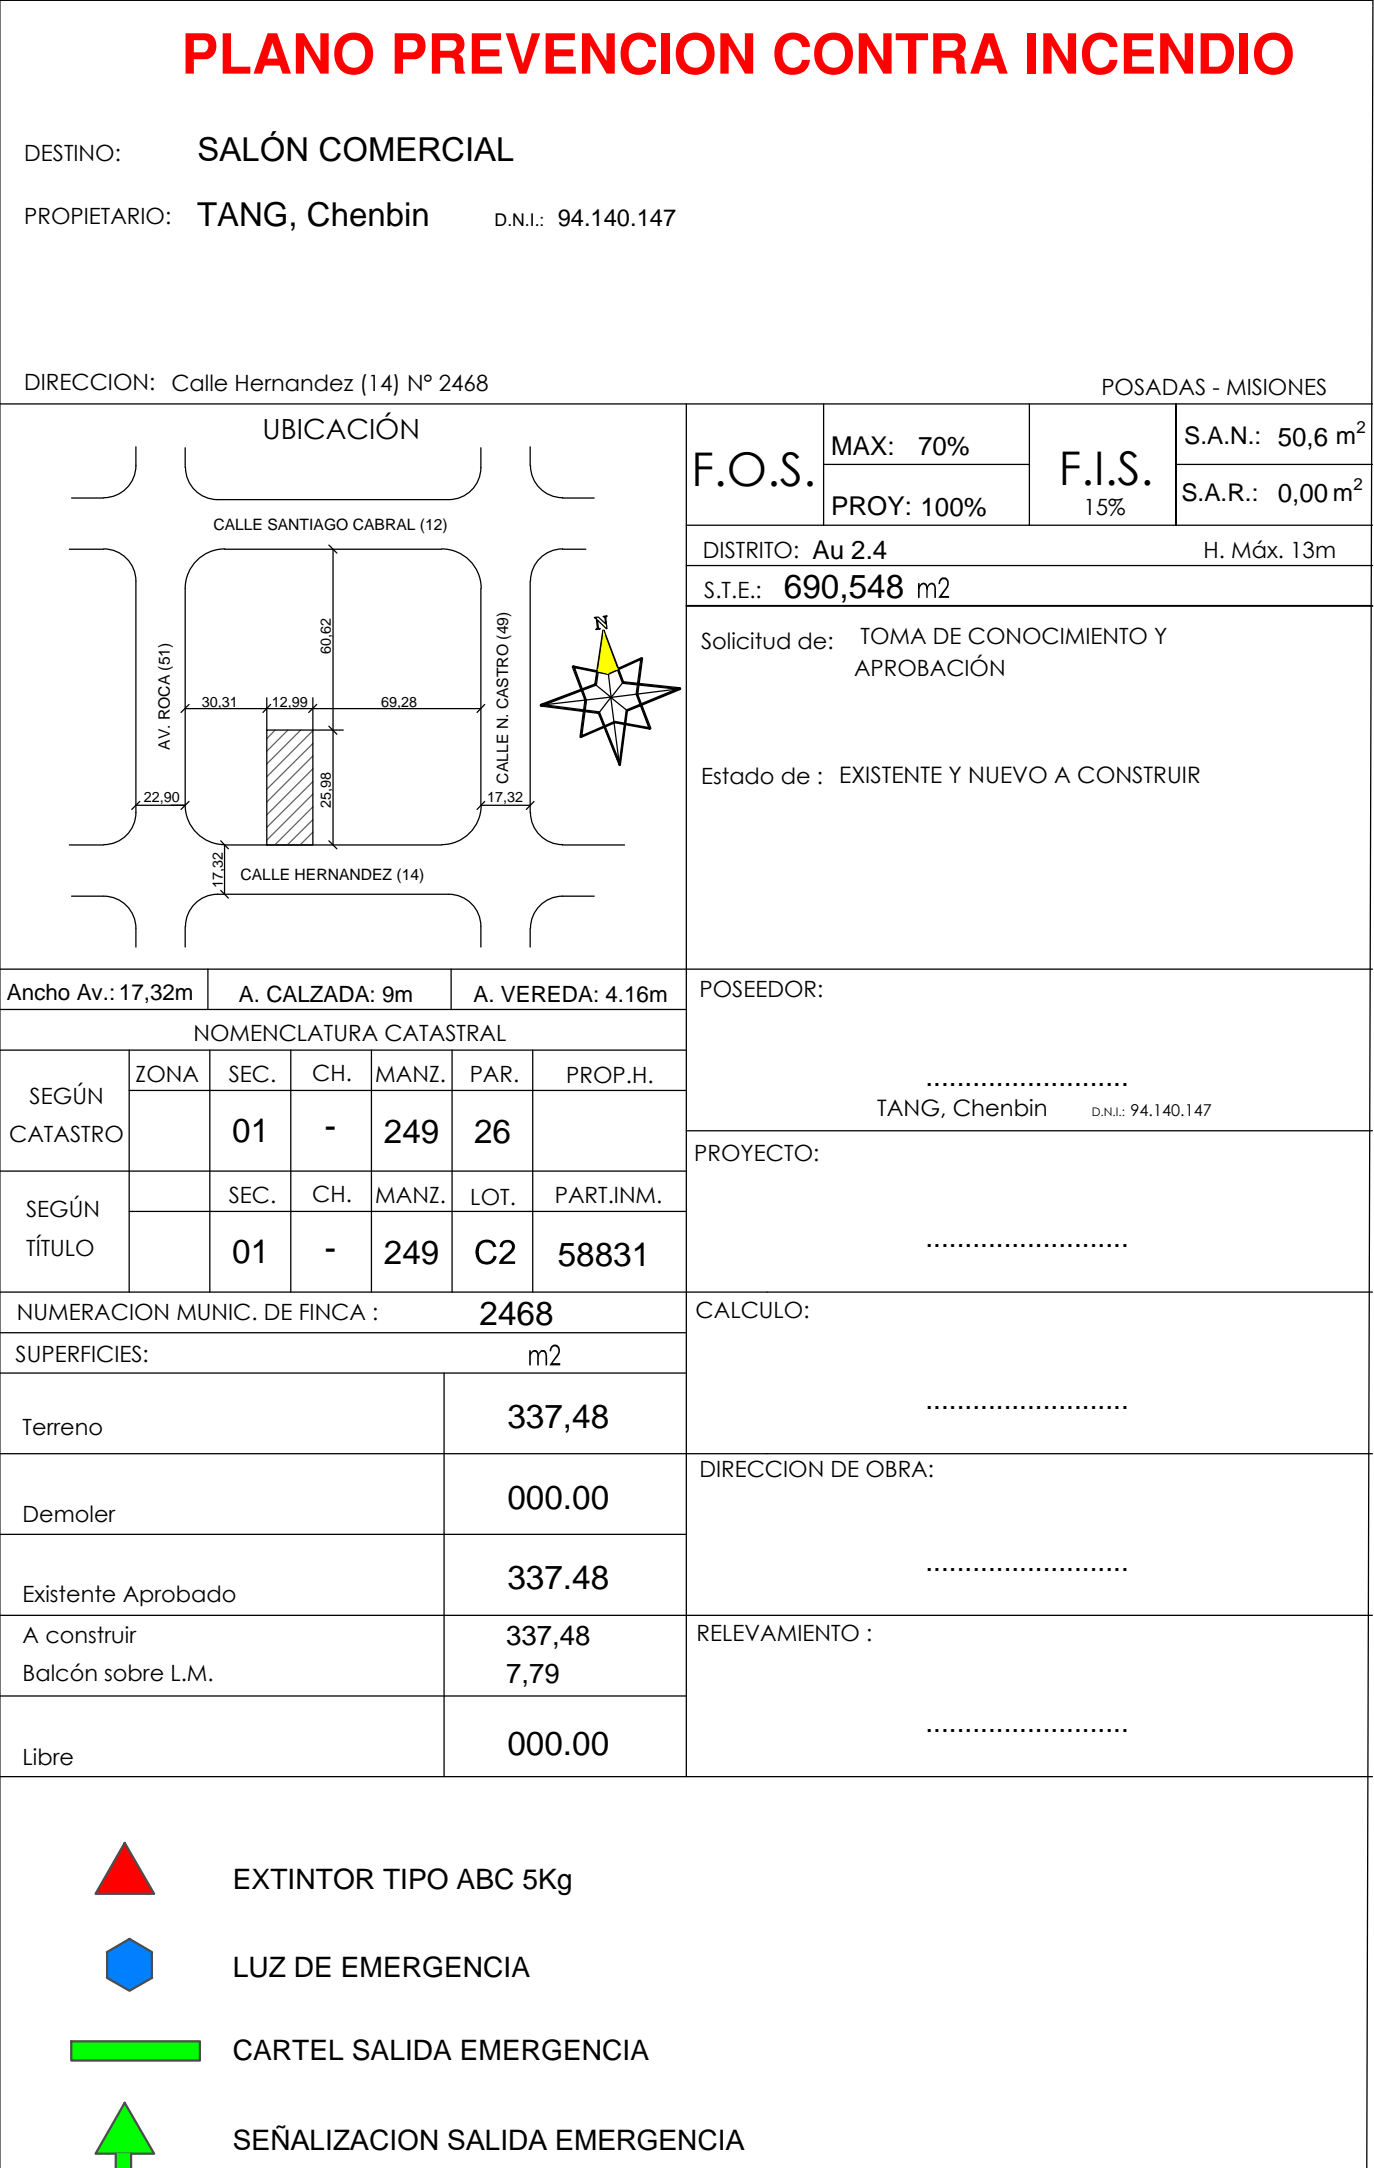 PLANO PREVENCION CONTRA INCENDIO
DESTINO: SALÓN COMERCIAL
PROPIETARIO: TANG, Chenbin D.N.I.: 94.140.147
DIRECCION: Calle Hernandez (14) N° 2468
POSADAS - MISIONES
UBICACIÓN
CALLE SANTIAGO CABRAL (12)
60,62
AV. ROCA (51)
CALLE N. CASTRO (49)
N
30,31 12,99 69,28
25,98
22,90 17,32
17,32
CALLE HERNANDEZ (14)
F.O.S. MAX: 70%
PROY: 100%
F.I.S.
15%
S.A.N.: 50,6 m²
S.A.R.: 0,00 m²
DISTRITO: Au 2.4 H. Máx. 13m
S.T.E.: 690,548 m2
Solicitud de: TOMA DE CONOCIMIENTO Y
APROBACIÓN
Estado de : EXISTENTE Y NUEVO A CONSTRUIR
Ancho Av.: 17,32m A. CALZADA: 9m A. VEREDA: 4.16m
NOMENCLATURA CATASTRAL
SEGÚN
CATASTRO
ZONA SEC. CH. MANZ. PAR. PROP.H.
01 - 249 26
SEGÚN
TÍTULO
SEC. CH. MANZ. LOT. PART.INM.
01 - 249 C2 58831
NUMERACION MUNIC. DE FINCA : 2468
SUPERFICIES: m2
Terreno 337,48
Demoler 000.00
Existente Aprobado 337.48
A construir 337,48
Balcón sobre L.M. 7,79
Libre 000.00
POSEEDOR:
..........................
TANG, Chenbin D.N.I.: 94.140.147
PROYECTO:
..........................
CALCULO:
..........................
DIRECCION DE OBRA:
..........................
RELEVAMIENTO :
..........................
EXTINTOR TIPO ABC 5Kg
LUZ DE EMERGENCIA
CARTEL SALIDA EMERGENCIA
SEÑALIZACION SALIDA EMERGENCIA